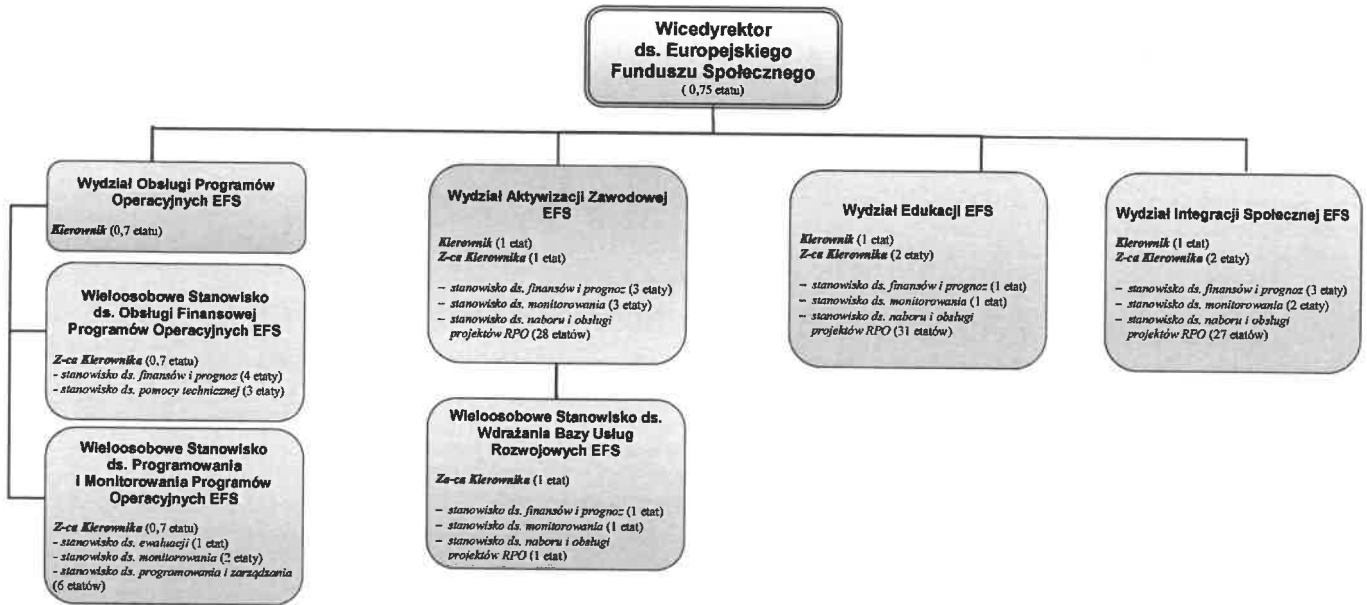 Wicedyrektor
ds. Europejskiego
Funduszu Społecznego
( 0,75 etatu)
Wydział Obsługi Programów
Operacyjnych EFS
Kierownik (0,7 etatu)
Wieloosobowe Stanowisko
ds. Obsługi Finansowej
Programów Operacyjnych EFS
Z-ca Kierownika (0,7 etatu)
- stanowisko ds. finansów i prognoz (4 etaty)
- stanowisko ds. pomocy technicznej (3 etaty)
Wieloosobowe Stanowisko
ds. Programowania
i Monitorowania Programów
Operacyjnych EFS
Z-ca Kierownika (0,7 etatu)
- stanowisko ds. ewaluacji (1 etat)
- stanowisko ds. monitorowania (2 etaty)
- stanowisko ds. programowania i zarządzania
(6 etatów)
Wydział Aktywizacji Zawodowej
EFS
Kierownik (1 etat)
Z-ca Kierownika (1 etat)
– stanowisko ds. finansów i prognoz (3 etaty)
– stanowisko ds. monitorowania (3 etaty)
– stanowisko ds. naboru i obsługi
projektów RPO (28 etatów)
Wieloosobowe Stanowisko ds.
Wdrażania Bazy Usług
Rozwojowych EFS
Za-ca Kierownika (1 etat)
– stanowisko ds. finansów i prognoz (1 etat)
– stanowisko ds. monitorowania (1 etat)
– stanowisko ds. naboru i obsługi
projektów RPO (1 etat)
Wydział Edukacji EFS
Kierownik (1 etat)
Z-ca Kierownika (2 etaty)
– stanowisko ds. finansów i prognoz (1 etat)
– stanowisko ds. monitorowania (1 etat)
– stanowisko ds. naboru i obsługi
projektów RPO (31 etatów)
Wydział Integracji Społecznej EFS
Kierownik (1 etat)
Z-ca Kierownika (2 etaty)
– stanowisko ds. finansów i prognoz (3 etaty)
– stanowisko ds. monitorowania (2 etaty)
– stanowisko ds. naboru i obsługi
projektów RPO (27 etatów)